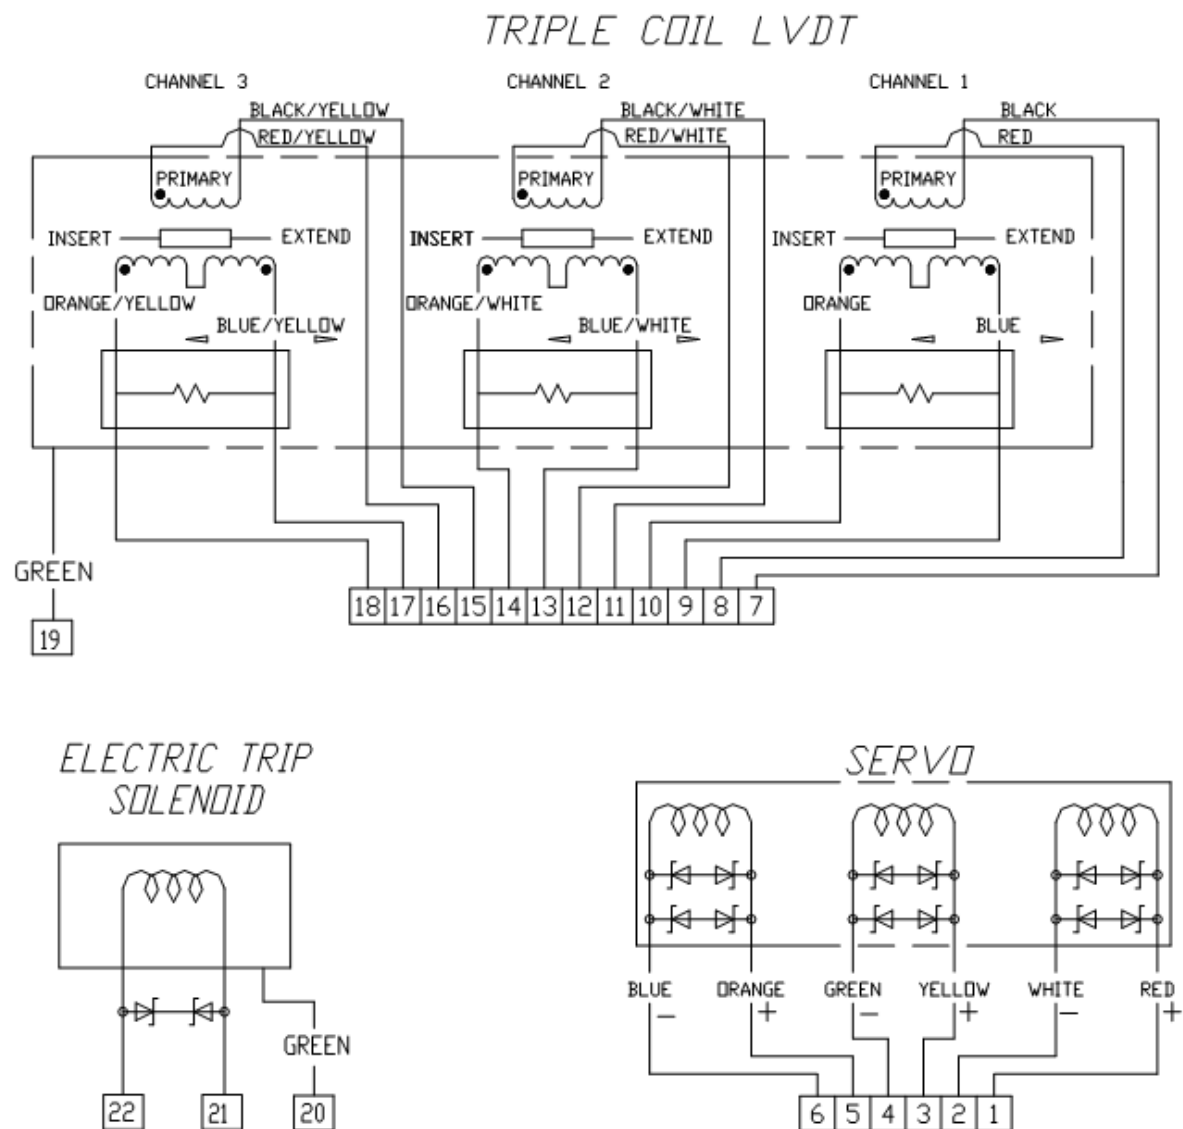 TRIPLE COIL LVDT
CHANNEL 3
CHANNEL 2
CHANNEL 1
BLACK/YELLOW
BLACK/WHITE
BLACK
RED/YELLOW
RED/WHITE
RED
PRIMARY
PRIMARY
PRIMARY
INSERT
EXTEND
INSERT
EXTEND
INSERT
EXTEND
ORANGE/YELLOW
ORANGE/WHITE
ORANGE
BLUE/YELLOW
BLUE/WHITE
BLUE
GREEN
18 17 16 15 14 13 12 11 10 9 8 7
19
ELECTRIC TRIP
SOLENOID
GREEN
22
21
20
SERVO
BLUE
ORANGE
GREEN
YELLOW
WHITE
RED
− + − + − +
6 5 4 3 2 1